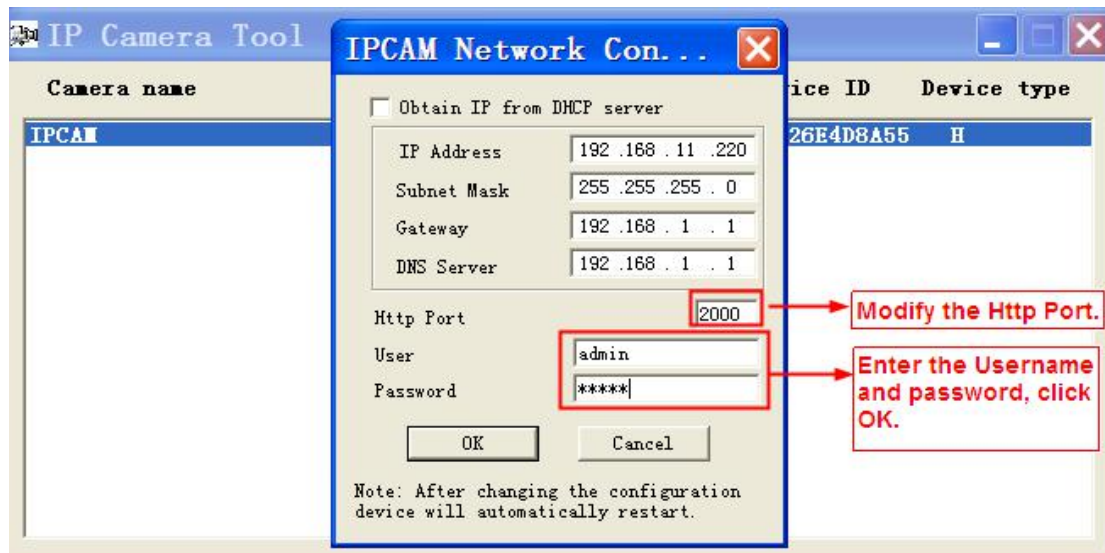 IP Camera Tool
IPCAM Network Con...
Camera name
ice ID Device type
IPCAM
26E4D8A55 H
Obtain IP from DHCP server
IP Address 192 .168 . 11 .220
Subnet Mask 255 .255 .255 . 0
Gateway 192 .168 . 1 . 1
DNS Server 192 .168 . 1 . 1
Http Port 2000
Modify the Http Port.
User admin
Password *****
Enter the Username
and password, click
OK.
OK Cancel
Note: After changing the configuration
device will automatically restart.